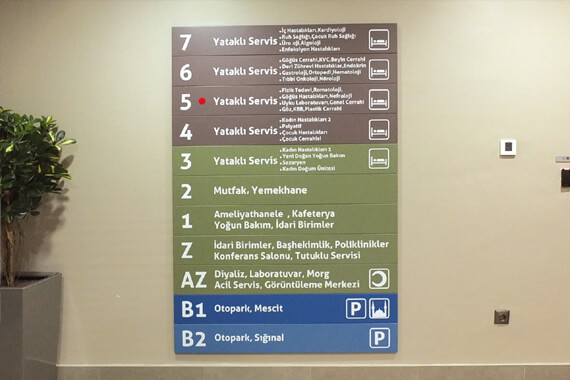 7 Yataklı Servis
İç Hastalıkları,Kardiyoloji
Ruh Sağlığı,Çocuk Ruh Sağlığı
Üroloji,Algoloji
Enfeksiyon Hastalıkları
6 Yataklı Servis
Göğüs Cerrahi,KVC,Beyin Cerrahi
Deri Zührevi Hastalıklar,Endokrin
Gastroloji,Ortopedi,Hematoloji
Tıbbi Onkoloji,Nöroloji
5 Yataklı Servis
Fizik Tedavi,Romatoloji,
Göğüs Hastalıkları,Nefroloji
Uyku Laboratuvarı,Genel Cerrahi
Göz,KBB,Plastik Cerrahi
4 Yataklı Servis
Kadın Hastalıkları 2
Palyatif
Çocuk Hastalıkları
Çocuk Cerrahisi
3 Yataklı Servis
Kadın Hastalıkları 1
Yeni Doğan Yoğun Bakım
Sezaryen
Kadın Doğum Ünitesi
2 Mutfak, Yemekhane
1 Ameliyathanele , Kafeterya
Yoğun Bakım, İdari Birimler
Z İdari Birimler, Başhekimlik, Poliklinikler
Konferans Salonu, Tutuklu Servisi
AZ Diyaliz, Laboratuvar, Morg
Acil Servis, Görüntüleme Merkezi
B1 Otopark, Mescit P
B2 Otopark, Sığınal P